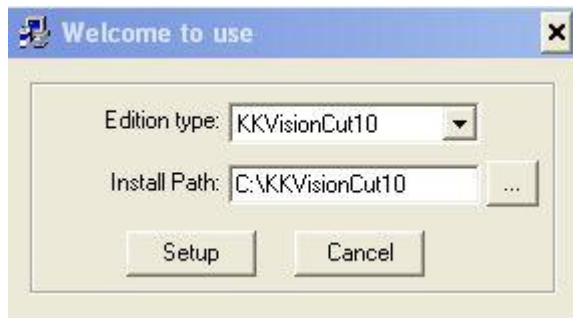 Welcome to use
Edition type: KKVisionCut10
Install Path: C:\KKVisionCut10 ...
Setup Cancel